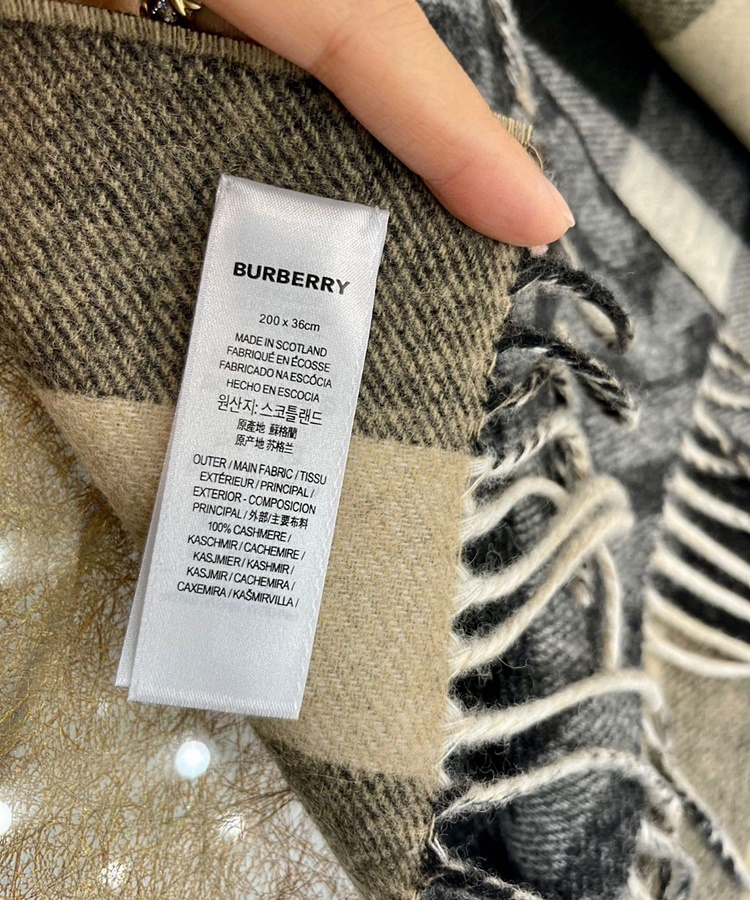 BURBERRY
200 x 36cm
MADE IN SCOTLAND
FABRIQUÉ EN ÉCOSSE
FABRICADO NA ESCÓCIA
HECHO EN ESCOCIA
원산지: 스코틀랜드
原產地 蘇格蘭
原产地 苏格兰
OUTER / MAIN FABRIC / TISSU
EXTÉRIEUR / PRINCIPAL /
EXTERIOR - COMPOSICION
PRINCIPAL / 外部/主要布料
100% CASHMERE /
KASCHMIR / CACHEMIRE /
KASJMIER / KASHMIR /
KASJMIR / CACHEMIRA /
CAXEMIRA / KAŠMIRVILLA /